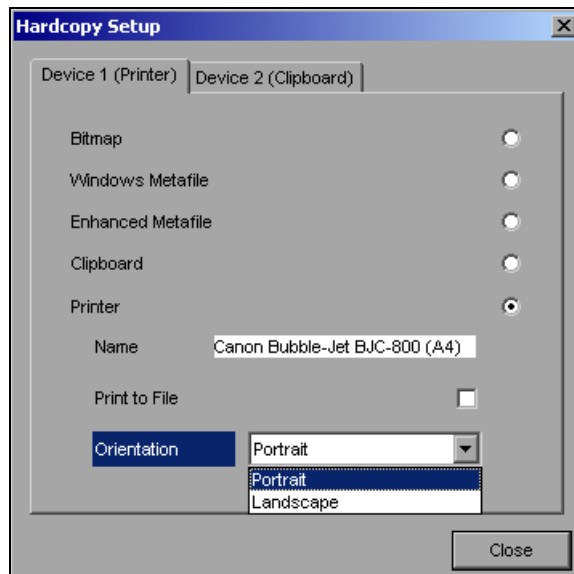 Hardcopy Setup
Device 1 (Printer) Device 2 (Clipboard)
Bitmap
Windows Metafile
Enhanced Metafile
Clipboard
Printer
Name Canon Bubble-Jet BJC-800 (A4)
Print to File
Orientation Portrait
Portrait
Landscape
Close